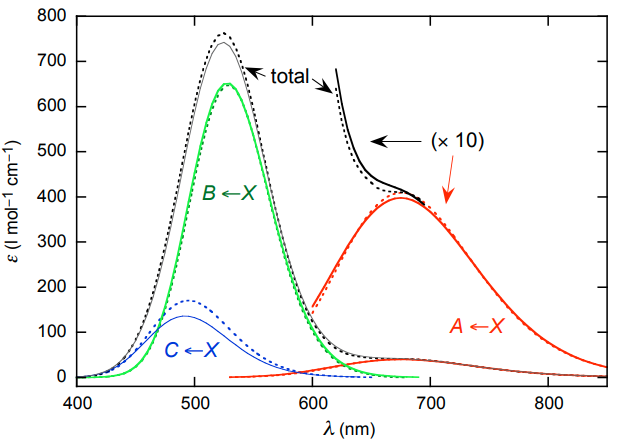 800
700
600
500
400
300
200
100
0
ε (l mol⁻¹ cm⁻¹)
total
(× 10)
B ←X
C ←X
A ←X
400 500 600 700 800
λ (nm)